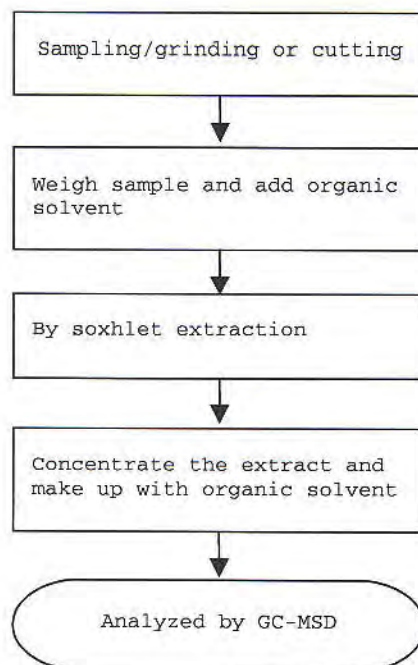 Sampling/grinding or cutting
Weigh sample and add organic
solvent
By soxhlet extraction
Concentrate the extract and
make up with organic solvent
Analyzed by GC-MSD